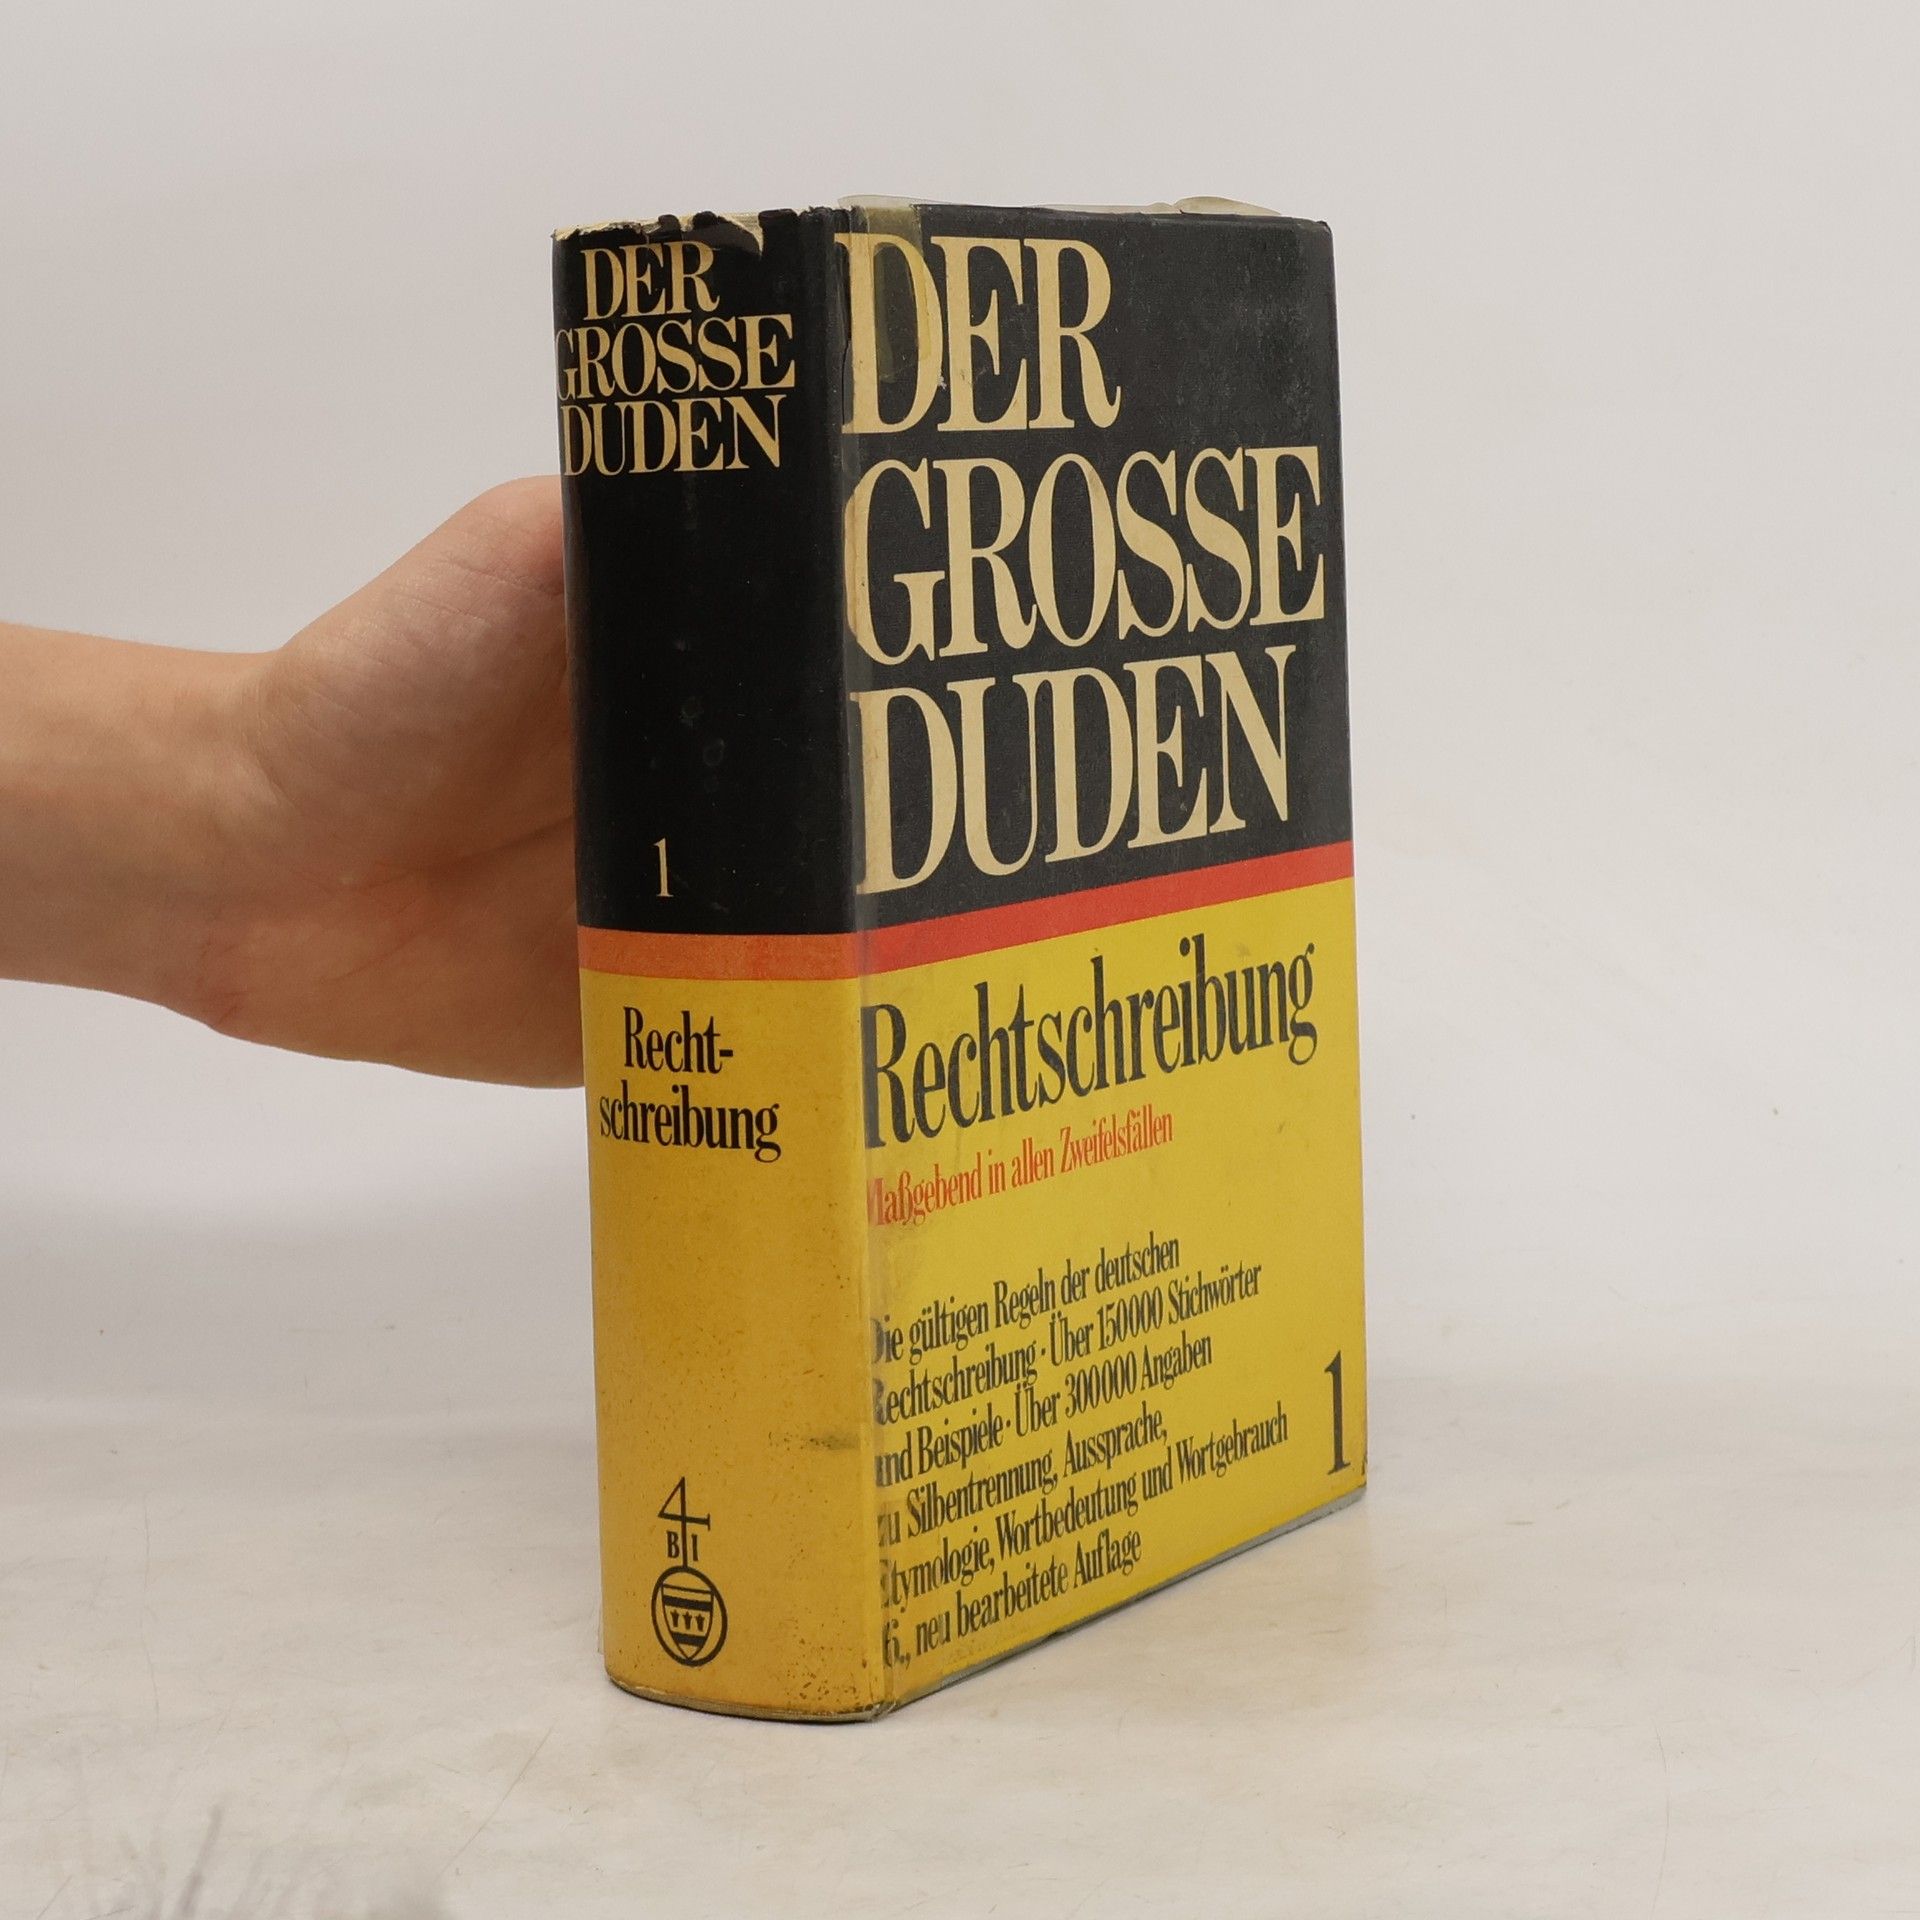 DER
GROSSE
DUDEN
1
Recht-
schreibung
BI
DER
GROSSE
DUDEN
Rechtschreibung
Maßgebend in allen Zweifelsfällen
Die gültigen Regeln der deutschen
Rechtschreibung · Über 150000 Stichwörter
und Beispiele · Über 300000 Angaben
zu Silbentrennung, Aussprache,
Etymologie, Wortbedeutung und Wortgebrauch
neu bearbeitete Auflage
1